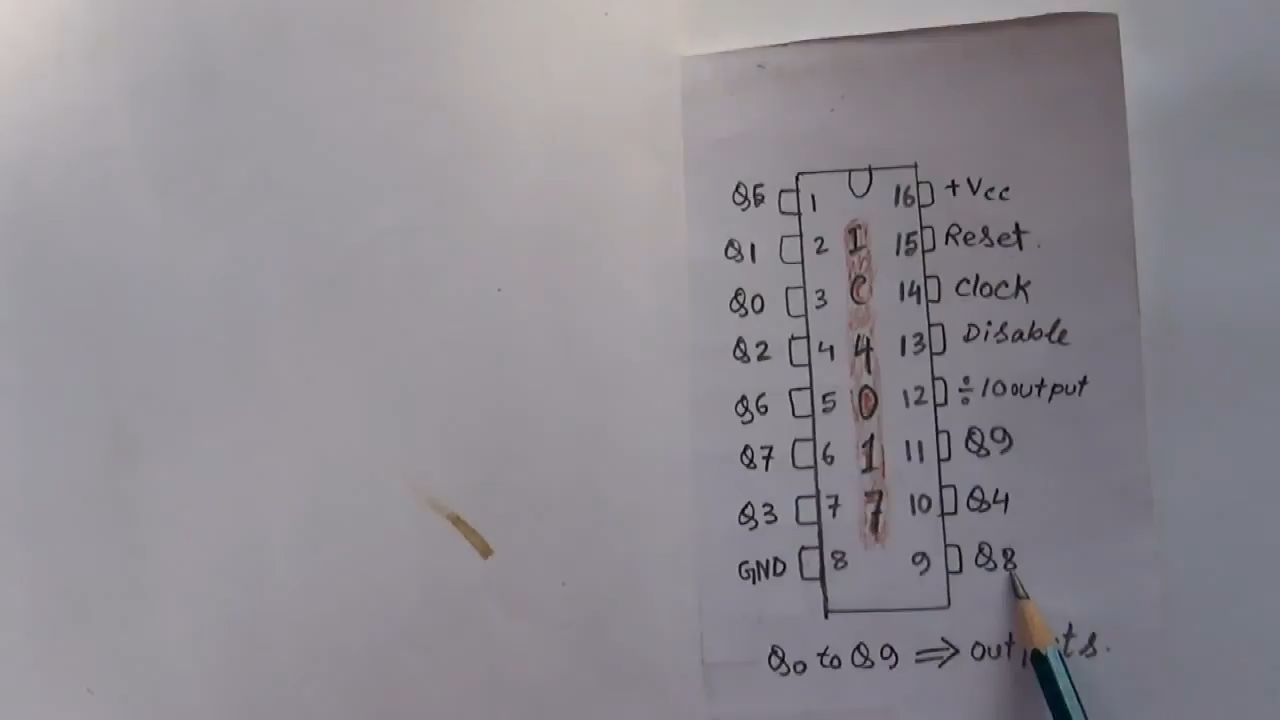 Q5 1 16 +Vcc
Q1 2 I 15 Reset.
Q0 3 C 14 Clock
Q2 4 4 13 Disable
Q6 5 0 12 ÷10 output
Q7 6 1 11 Q9
Q3 7 7 10 Q4
GND 8 9 Q8
Q0 to Q9 ⇒